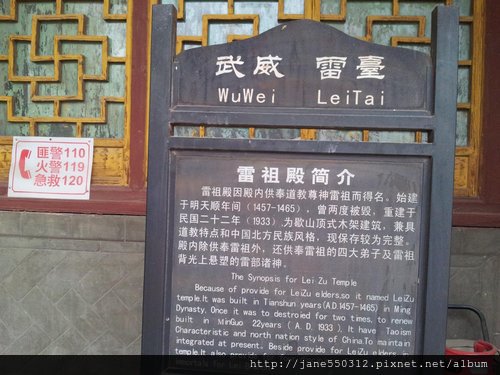 武威 雷臺
WuWei LeiTai
匪警110
火警119
急救120
雷祖殿简介
雷祖殿因殿内供奉道教尊神雷祖而得名。始建
于明天顺年间(1457-1465),曾两度被毁,重建于
民国二十二年(1933),为歇山顶式木架建筑,兼具
道教特点和中国北方民族风格,现保存较为完整。
殿内除供奉雷祖外,还供奉雷祖的四大弟子及雷祖
背光上悬塑的雷部诸神。
The Synopsis for Lei Zu Temple
Because of provide for LeiZu elders,so it named LeiZu
temple.It was built in Tianshun years(A.D.1457-1465) in Ming
Dynasty. Once it was to destroied for two times, to renew
built in MinGuo 22years ( A. D. 1933). It have Taoism
Characteristic and north nation style of China.To maintain
integrated at present. Beside provide for LeiZu elders, in
temple.It also
http://jane550312.pixnet.net/album